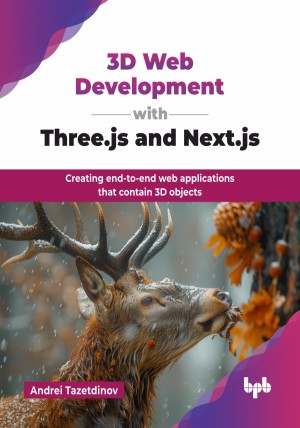 3D Web
Development
with
Three.js and Next.js
Creating end-to-end web applications
that contain 3D objects
Andrei Tazetdinov
bpb